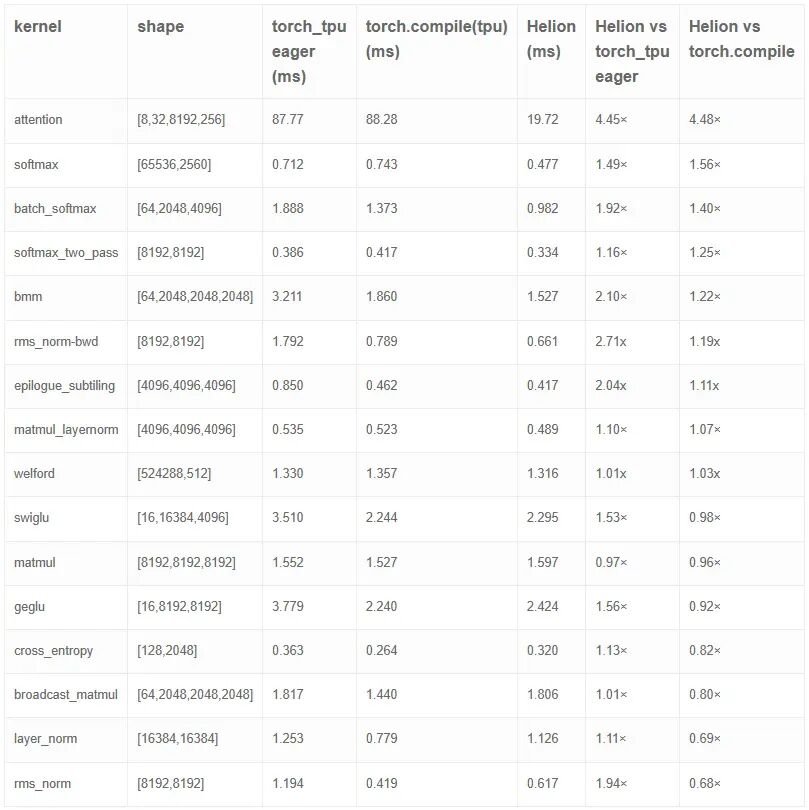 kernel shape torch_tpu eager (ms) torch.compile(tpu) (ms) Helion (ms) Helion vs torch_tpu eager Helion vs torch.compile
attention [8,32,8192,256] 87.77 88.28 19.72 4.45× 4.48×
softmax [65536,2560] 0.712 0.743 0.477 1.49× 1.56×
batch_softmax [64,2048,4096] 1.888 1.373 0.982 1.92× 1.40×
softmax_two_pass [8192,8192] 0.386 0.417 0.334 1.16× 1.25×
bmm [64,2048,2048,2048] 3.211 1.860 1.527 2.10× 1.22×
rms_norm-bwd [8192,8192] 1.792 0.789 0.661 2.71x 1.19x
epilogue_subtiling [4096,4096,4096] 0.850 0.462 0.417 2.04x 1.11x
matmul_layernorm [4096,4096,4096] 0.535 0.523 0.489 1.10× 1.07×
welford [524288,512] 1.330 1.357 1.316 1.01x 1.03x
swiglu [16,16384,4096] 3.510 2.244 2.295 1.53× 0.98×
matmul [8192,8192,8192] 1.552 1.527 1.597 0.97× 0.96×
geglu [16,8192,8192] 3.779 2.240 2.424 1.56× 0.92×
cross_entropy [128,2048] 0.363 0.264 0.320 1.13× 0.82×
broadcast_matmul [64,2048,2048,2048] 1.817 1.440 1.806 1.01× 0.80×
layer_norm [16384,16384] 1.253 0.779 1.126 1.11× 0.69×
rms_norm [8192,8192] 1.194 0.419 0.617 1.94× 0.68×